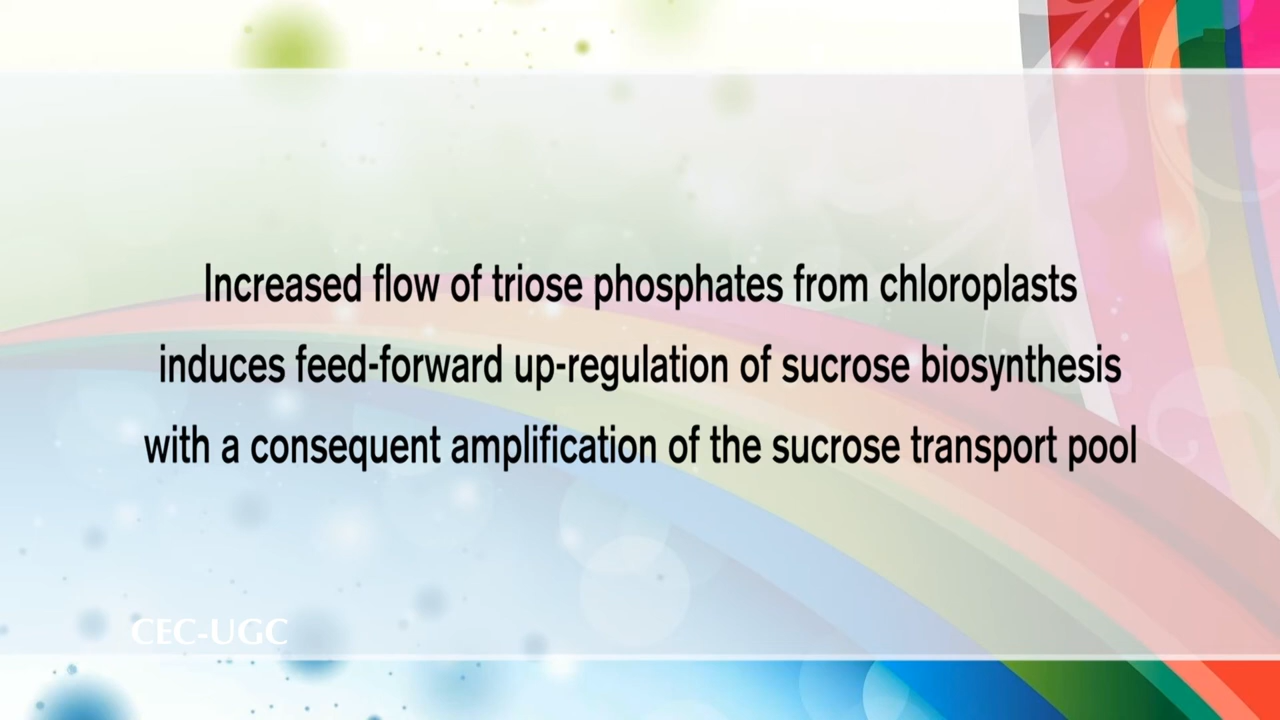 Increased flow of triose phosphates from chloroplasts
induces feed-forward up-regulation of sucrose biosynthesis
with a consequent amplification of the sucrose transport pool
CEC-UGC